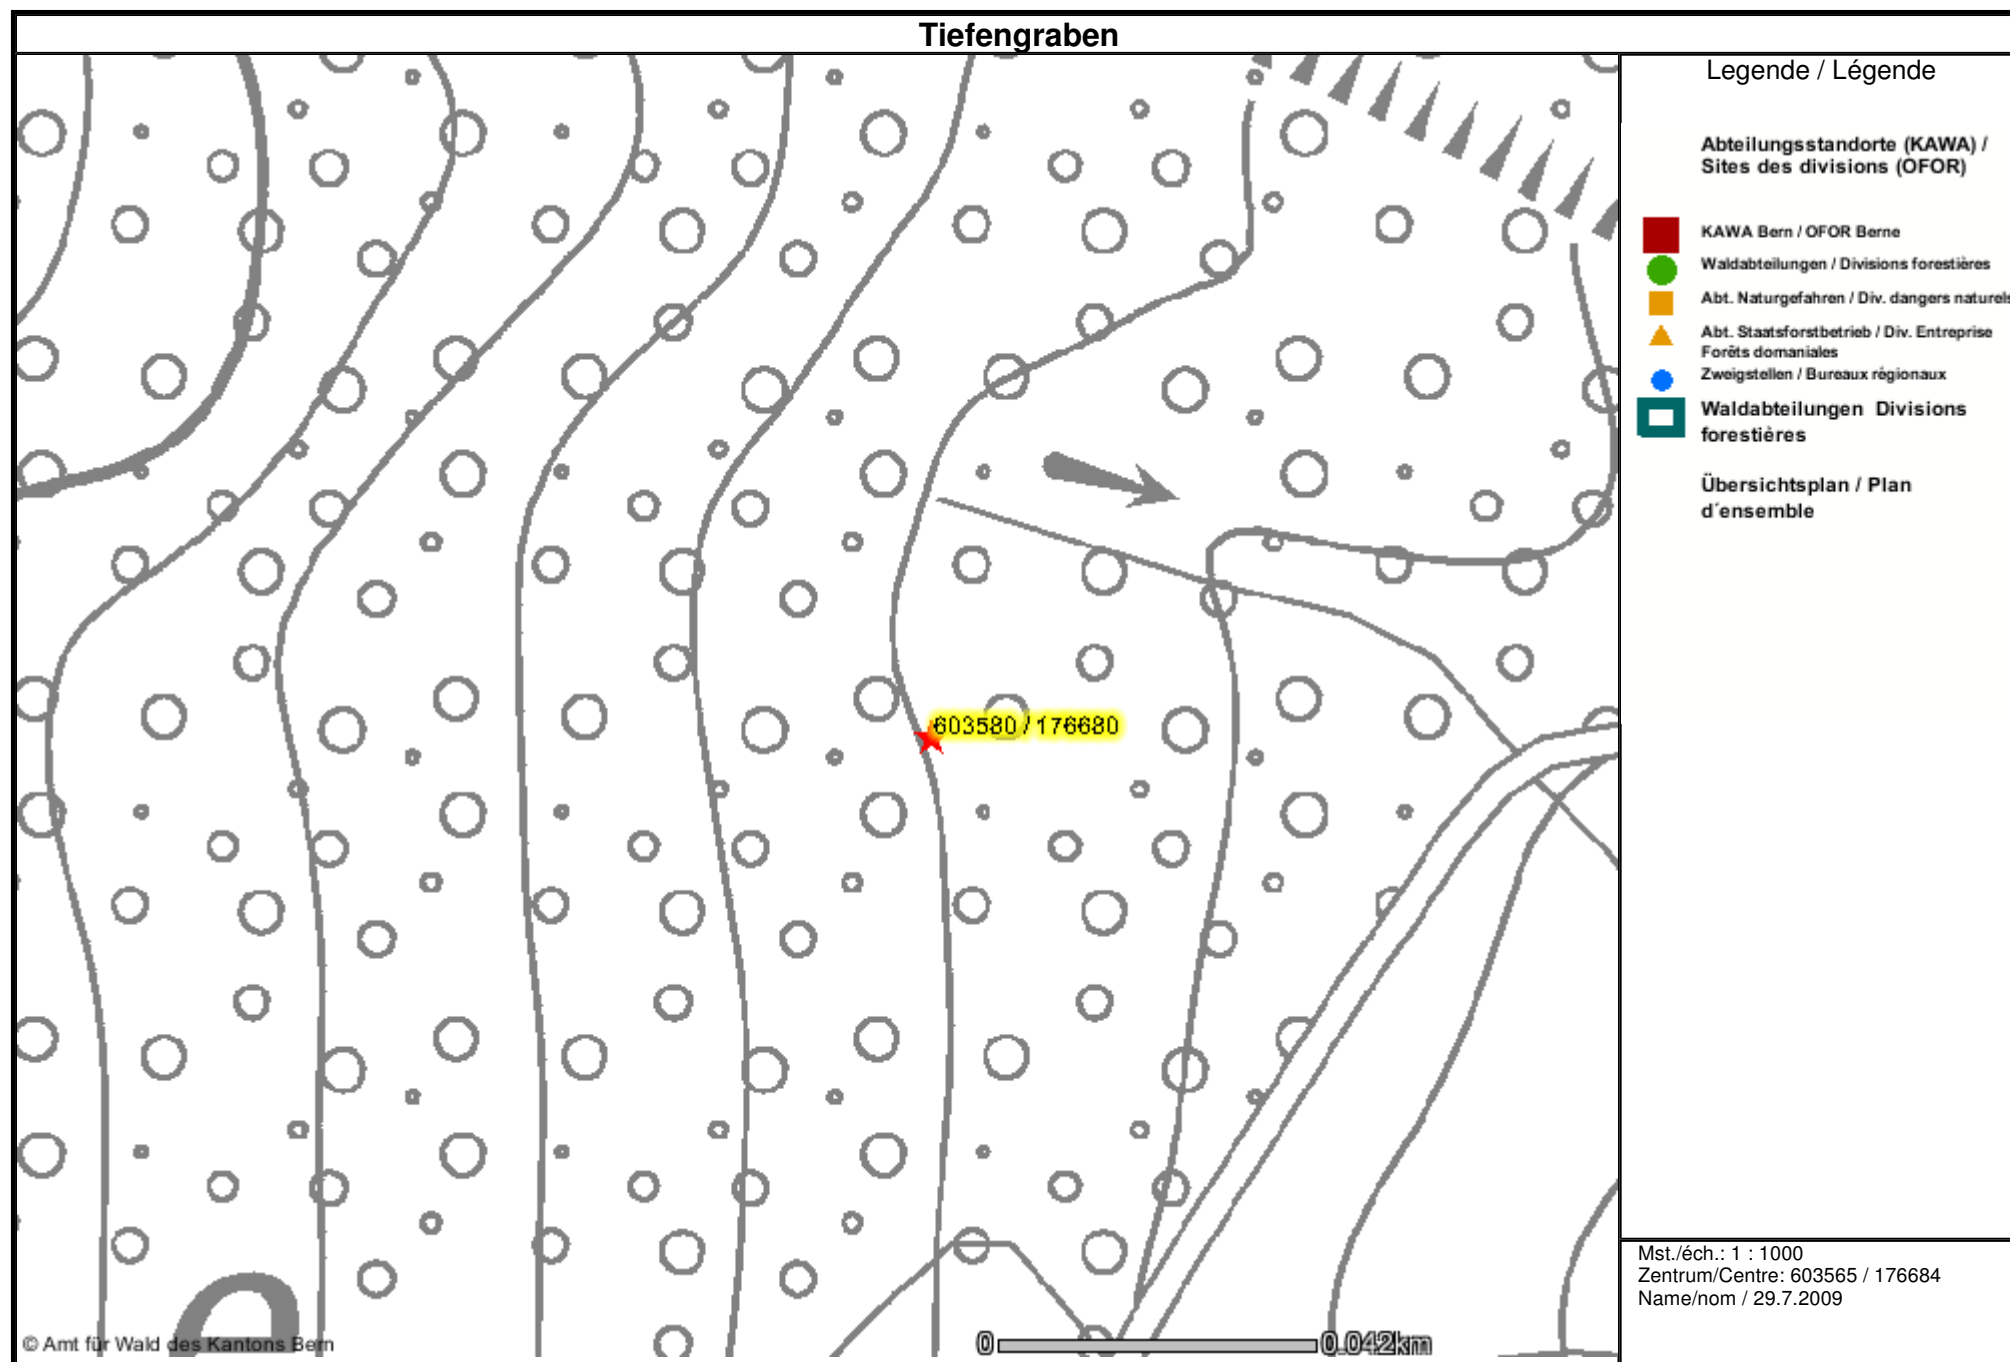 Tiefengraben
603580 / 176680
© Amt für Wald des Kantons Bern
0
0.042km
Legende / Légende
Abteilungsstandorte (KAWA) /
Sites des divisions (OFOR)
KAWA Bern / OFOR Berne
Waldabteilungen / Divisions forestières
Abt. Naturgefahren / Div. dangers naturels
Abt. Staatsforstbetrieb / Div. Entreprise
Forêts domaniales
Zweigstellen / Bureaux régionaux
Waldabteilungen Divisions
forestières
Übersichtsplan / Plan
d´ensemble
Mst./éch.: 1 : 1000
Zentrum/Centre: 603565 / 176684
Name/nom / 29.7.2009